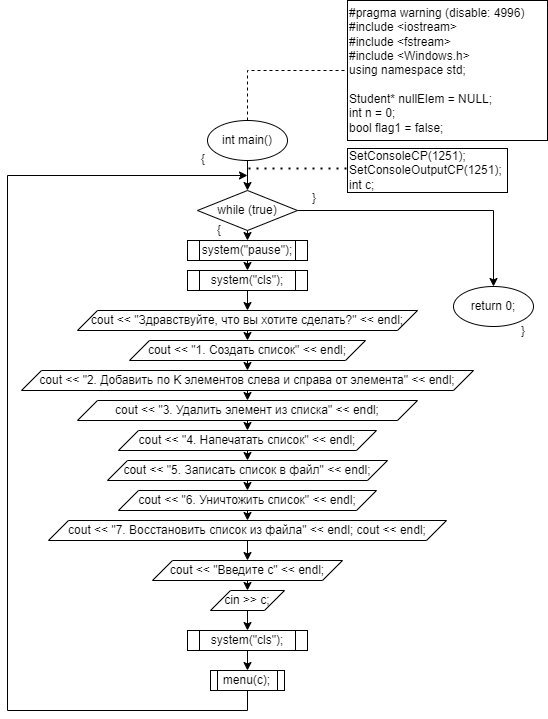 #pragma warning (disable: 4996)
#include <iostream>
#include <fstream>
#include <Windows.h>
using namespace std;
Student* nullElem = NULL;
int n = 0;
bool flag1 = false;
int main()
{
SetConsoleCP(1251);
SetConsoleOutputCP(1251);
int c;
while (true)
}
{
system("pause");
system("cls");
return 0;
}
cout << "Здравствуйте, что вы хотите сделать?" << endl;
cout << "1. Создать список" << endl;
cout << "2. Добавить по K элементов слева и справа от элемента" << endl;
cout << "3. Удалить элемент из списка" << endl;
cout << "4. Напечатать список" << endl;
cout << "5. Записать список в файл" << endl;
cout << "6. Уничтожить список" << endl;
cout << "7. Восстановить список из файла" << endl; cout << endl;
cout << "Введите c" << endl;
cin >> c;
system("cls");
menu(c);